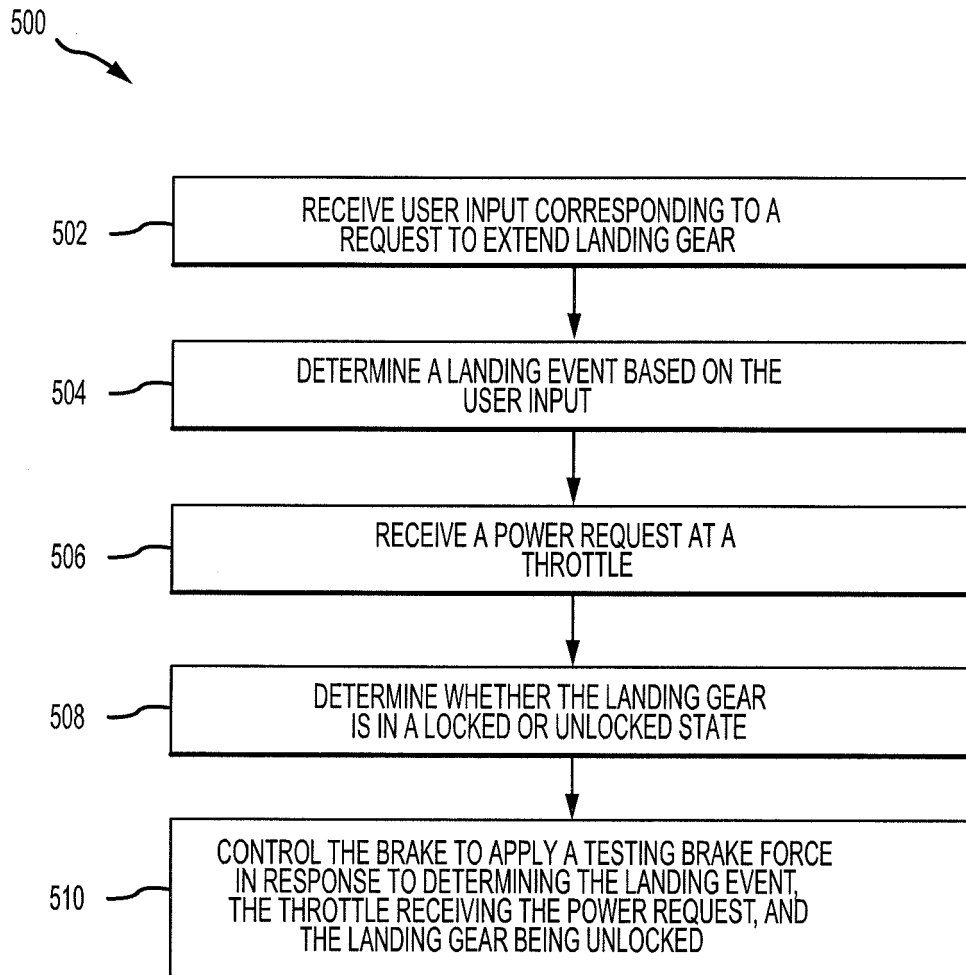 500
502
RECEIVE USER INPUT CORRESPONDING TO A
REQUEST TO EXTEND LANDING GEAR
504
DETERMINE A LANDING EVENT BASED ON THE
USER INPUT
506
RECEIVE A POWER REQUEST AT A
THROTTLE
508
DETERMINE WHETHER THE LANDING GEAR
IS IN A LOCKED OR UNLOCKED STATE
510
CONTROL THE BRAKE TO APPLY A TESTING BRAKE FORCE
IN RESPONSE TO DETERMINING THE LANDING EVENT,
THE THROTTLE RECEIVING THE POWER REQUEST, AND
THE LANDING GEAR BEING UNLOCKED